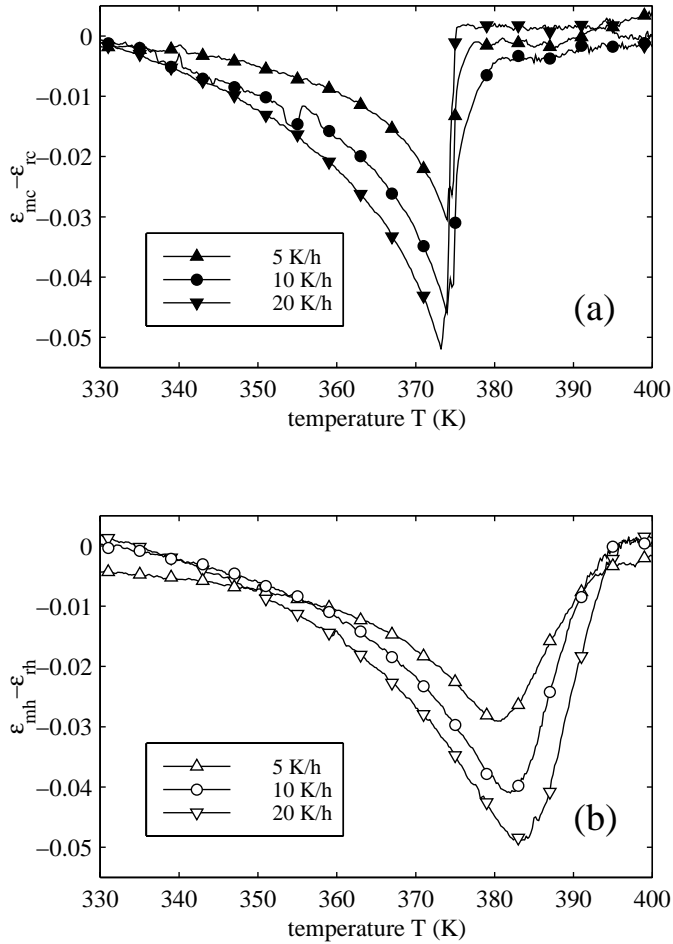 0
−0.01
−0.02
−0.03
−0.04
−0.05
ε_mc−ε_rc
5 K/h
10 K/h
20 K/h
(a)
330 340 350 360 370 380 390 400
temperature T (K)
0
−0.01
−0.02
−0.03
−0.04
−0.05
ε_mh−ε_rh
5 K/h
10 K/h
20 K/h
(b)
330 340 350 360 370 380 390 400
temperature T (K)